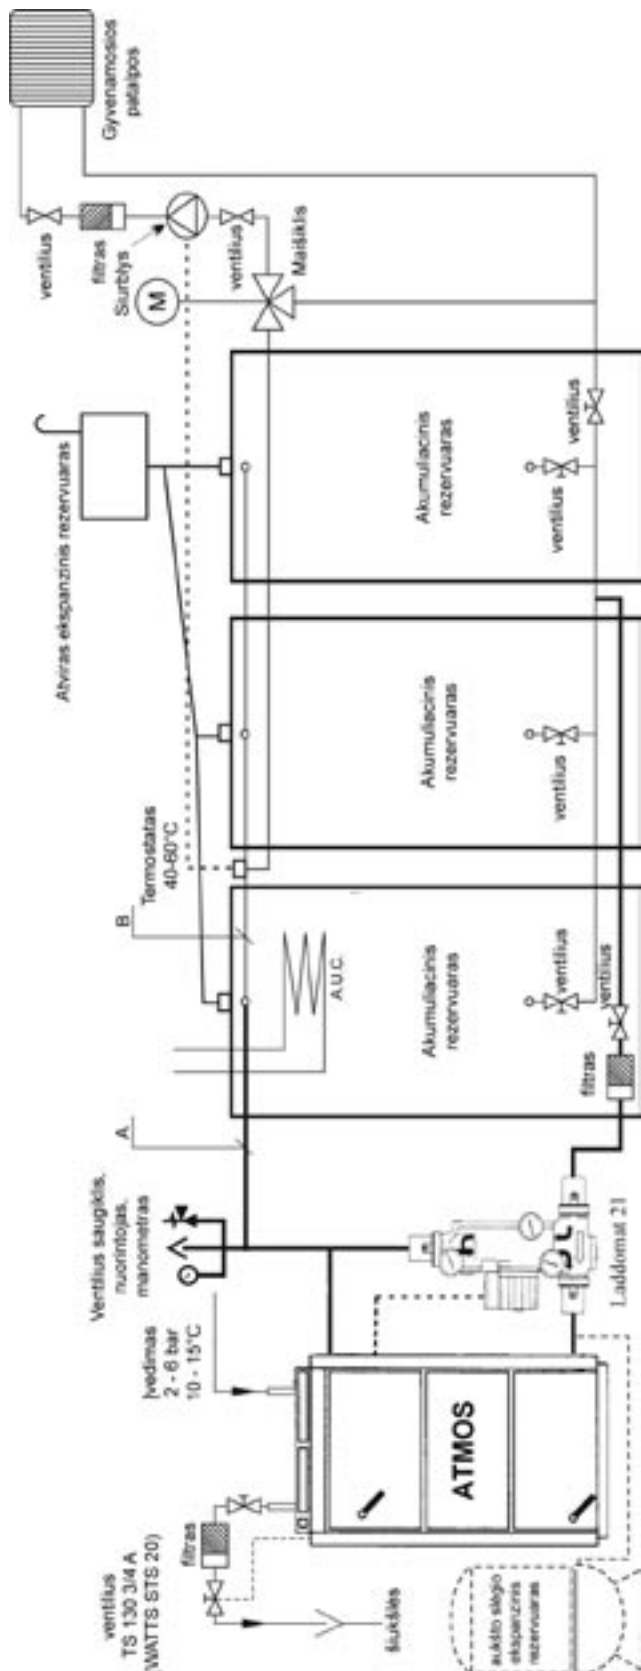 ventilius
TS 130 3/4 A
(WATTS STS 20)
filtras
šiukšlės
aukšto slėgio
ekspanzinis
rezervuaras
Įvedimas
2 - 6 bar
10 - 15°C
ATMOS
Ventilius saugiklis,
nuorintojas,
manometras
Laddomat 21
A
B
A.U.C.
Termostatas
40-60°C
Atviras ekspanzinis rezervuaras
Akumuliacinis
rezervuaras
ventilius
filtras
ventilius
Akumuliacinis
rezervuaras
ventilius
Akumuliacinis
rezervuaras
ventilius
ventilius
M
Maišiklis
ventilius
Siurblys
filtras
ventilius
Gyvenamosios
patalpos